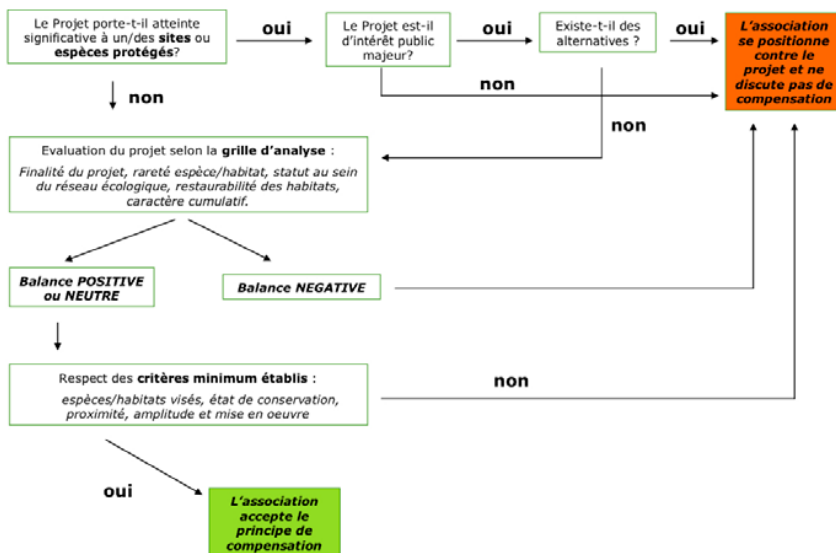 Le Projet porte-t-il atteinte
significative à un/des sites ou
espèces protégés?
oui
Le Projet est-il
d'intérêt public
majeur?
oui
Existe-t-il des
alternatives ?
oui
L'association
se positionne
contre le
projet et ne
discute pas de
compensation
non
non
non
Evaluation du projet selon la grille d'analyse :
Finalité du projet, rareté espèce/habitat, statut au sein
du réseau écologique, restaurabilité des habitats,
caractère cumulatif.
Balance POSITIVE
ou NEUTRE
Balance NEGATIVE
Respect des critères minimum établis :
espèces/habitats visés, état de conservation,
proximité, amplitude et mise en oeuvre
non
oui
L'association
accepte le
principe de
compensation